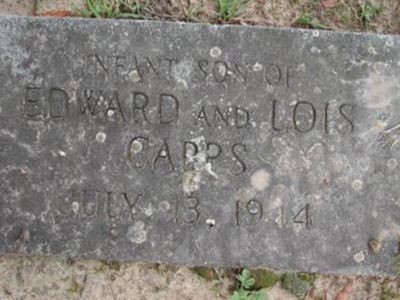 INFANT SON OF
EDWARD AND LOIS
CAPPS
JULY 13, 1944